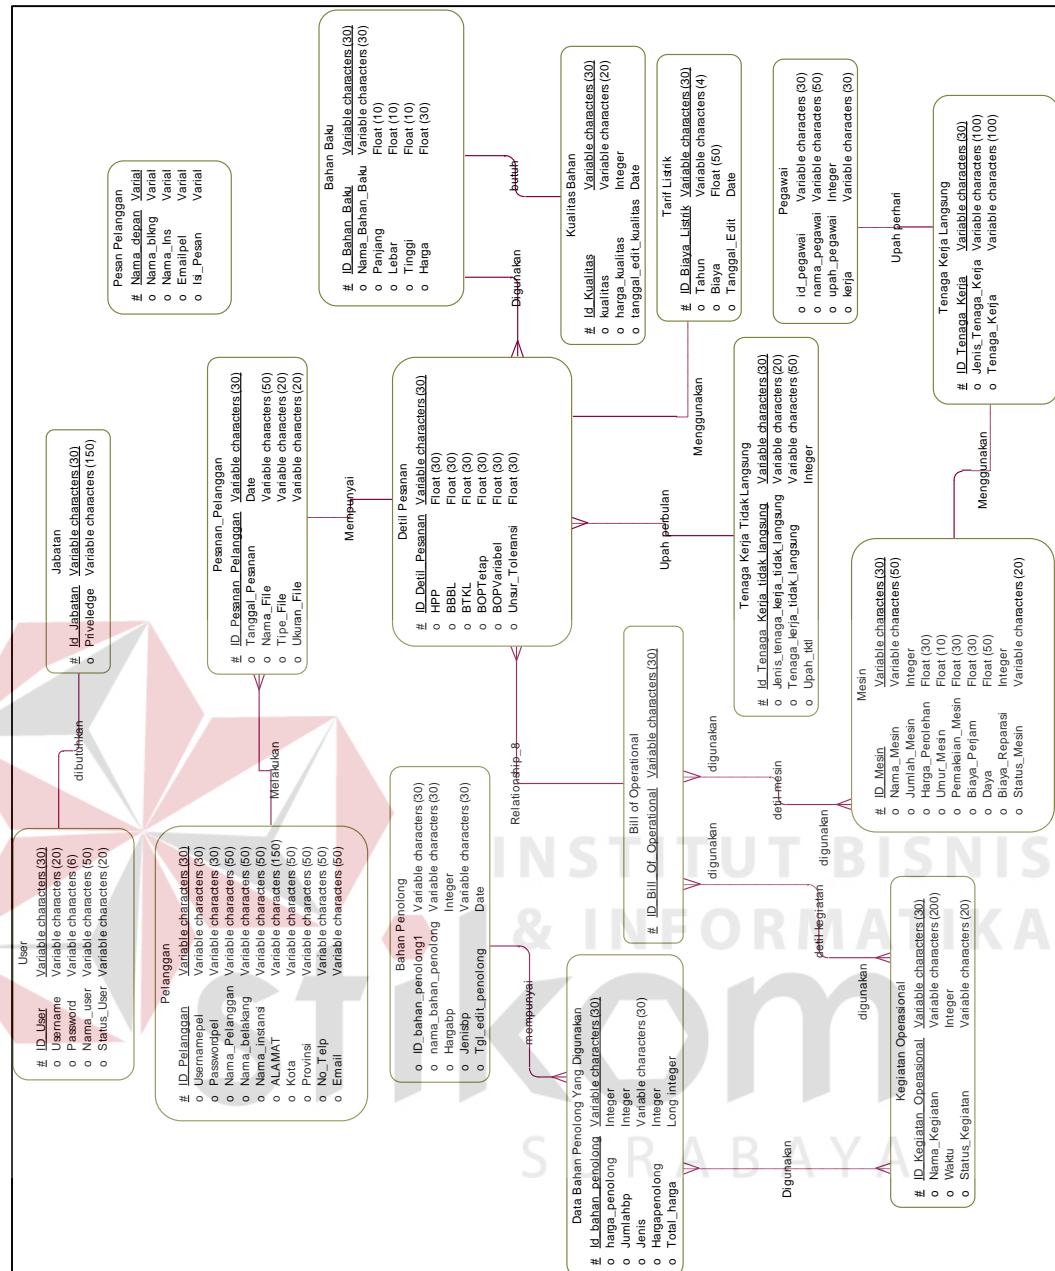 User
# ID_User Variable characters (30)
o Username Variable characters (20)
o Password Variable characters (6)
o Nama_user Variable characters (50)
o Status_User Variable characters (20)
dibutuhkan
Jabatan
# Id_Jabatan Variable characters (30)
o Priveledge Variable characters (150)
Pesan Pelanggan
# Nama_depan Varial
o Nama_blkng Varial
o Nama_Ins Varial
o Emailpel Varial
o Isi_Pesan Varial
Pelanggan
# ID_Pelanggan Variable characters (30)
o Usernamepel Variable characters (30)
o Passwordpel Variable characters (30)
o Nama_Pelanggan Variable characters (50)
o Nama_belakang Variable characters (50)
o Nama_instansi Variable characters (50)
o ALAMAT Variable characters (150)
o Kota Variable characters (50)
o Provinsi Variable characters (50)
o No_Telp Variable characters (50)
o Email Variable characters (50)
Melakukan
Pesanan_Pelanggan
# ID_Pesanan_Pelanggan Variable characters (30)
o Tanggal_Pesanan Date
o Nama_File Variable characters (50)
o Tipe_File Variable characters (20)
o Ukuran_File Variable characters (20)
Mempunyai
Bahan Baku
# ID_Bahan_Baku Variable characters (30)
o Nama_Bahan_Baku Variable characters (30)
o Panjang Float (10)
o Lebar Float (10)
o Tinggi Float (10)
o Harga Float (30)
butuh
Digunakan
Bahan Penolong
o ID_bahan_penolong1 Variable characters (30)
o nama_bahan_penolong Variable characters (30)
o Hargabp Integer
o Jenisbp Variable characters (30)
o Tgl_edit_penolong Date
mempunyai
Relationship_8
Detil Pesanan
# ID_Detil_Pesanan Variable characters (30)
o HPP Float (30)
o BBBL Float (30)
o BTKL Float (30)
o BOPTetap Float (30)
o BOPVariabel Float (30)
o Unsur_Toleransi Float (30)
Kualitas Bahan
# Id_Kualitas Variable characters (30)
o kualitas Variable characters (20)
o harga_kualitas Integer
o tanggal_edit_kualitas Date
Data Bahan Penolong Yang Digunakan
# Id_bahan_penolong Variable characters (30)
o harga_penolong Integer
o Jumlahbp Integer
o Jenis Variable characters (30)
o Hargapenolong Integer
o Total_harga Long integer
Digunakan
Bill of Operational
# ID_Bill_Of_Operational Variable characters (30)
digunakan
detil kegiatan
digunakan
digunakan
detil mesin
digunakan
Upah perbulan
Menggunakan
Tarif Listrik
# ID_Biaya_Listrik Variable characters (30)
o Tahun Variable characters (4)
o Biaya Float (50)
o Tanggal_Edit Date
Tenaga Kerja Tidak Langsung
# Id_Tenaga_Kerja_tidak_langsung Variable characters (30)
o Jenis_tenaga_kerja_tidak_langsung Variable characters (20)
o Tenaga_kerja_tidak_langsung Variable characters (50)
o Upah_tktl Integer
Pegawai
o id_pegawai Variable characters (30)
o nama_pegawai Variable characters (50)
o upah_pegawai Integer
o kerja Variable characters (30)
Upah perhari
Kegiatan Operasional
# ID_Kegiatan_Operasional Variable characters (30)
o Nama_Kegiatan Variable characters (200)
o Waktu Integer
o Status_Kegiatan Variable characters (20)
Mesin
# ID_Mesin Variable characters (30)
o Nama_Mesin Variable characters (50)
o Jumlah_Mesin Integer
o Harga_Perolehan Float (30)
o Umur_Mesin Float (10)
o Pemakaian_Mesin Float (30)
o Biaya_Perjam Float (30)
o Daya Float (50)
o Biaya_Reparasi Integer
o Status_Mesin Variable characters (20)
Menggunakan
Tenaga Kerja Langsung
# ID_Tenaga_Kerja Variable characters (30)
o Jenis_Tenaga_Kerja Variable characters (100)
o Tenaga_Kerja Variable characters (100)
INSTITUT BISNIS
& INFORMATIKA
stikom
SURABAYA